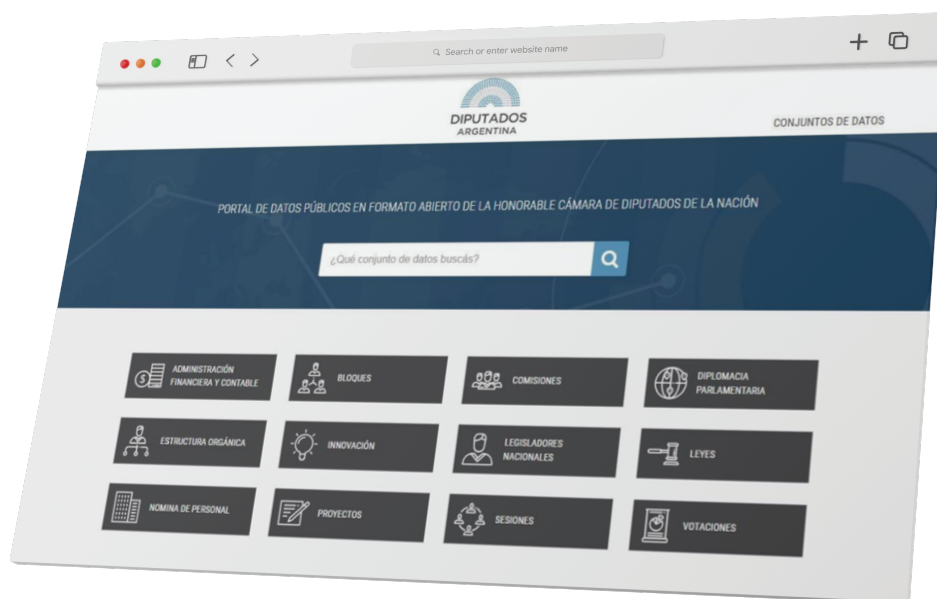 Search or enter website name
DIPUTADOS
ARGENTINA
CONJUNTOS DE DATOS
PORTAL DE DATOS PÚBLICOS EN FORMATO ABIERTO DE LA HONORABLE CÁMARA DE DIPUTADOS DE LA NACIÓN
¿Qué conjunto de datos buscás?
ADMINISTRACIÓN
FINANCIERA Y CONTABLE
BLOQUES
COMISIONES
DIPLOMACIA
PARLAMENTARIA
ESTRUCTURA ORGÁNICA
INNOVACIÓN
LEGISLADORES
NACIONALES
LEYES
NOMINA DE PERSONAL
PROYECTOS
SESIONES
VOTACIONES